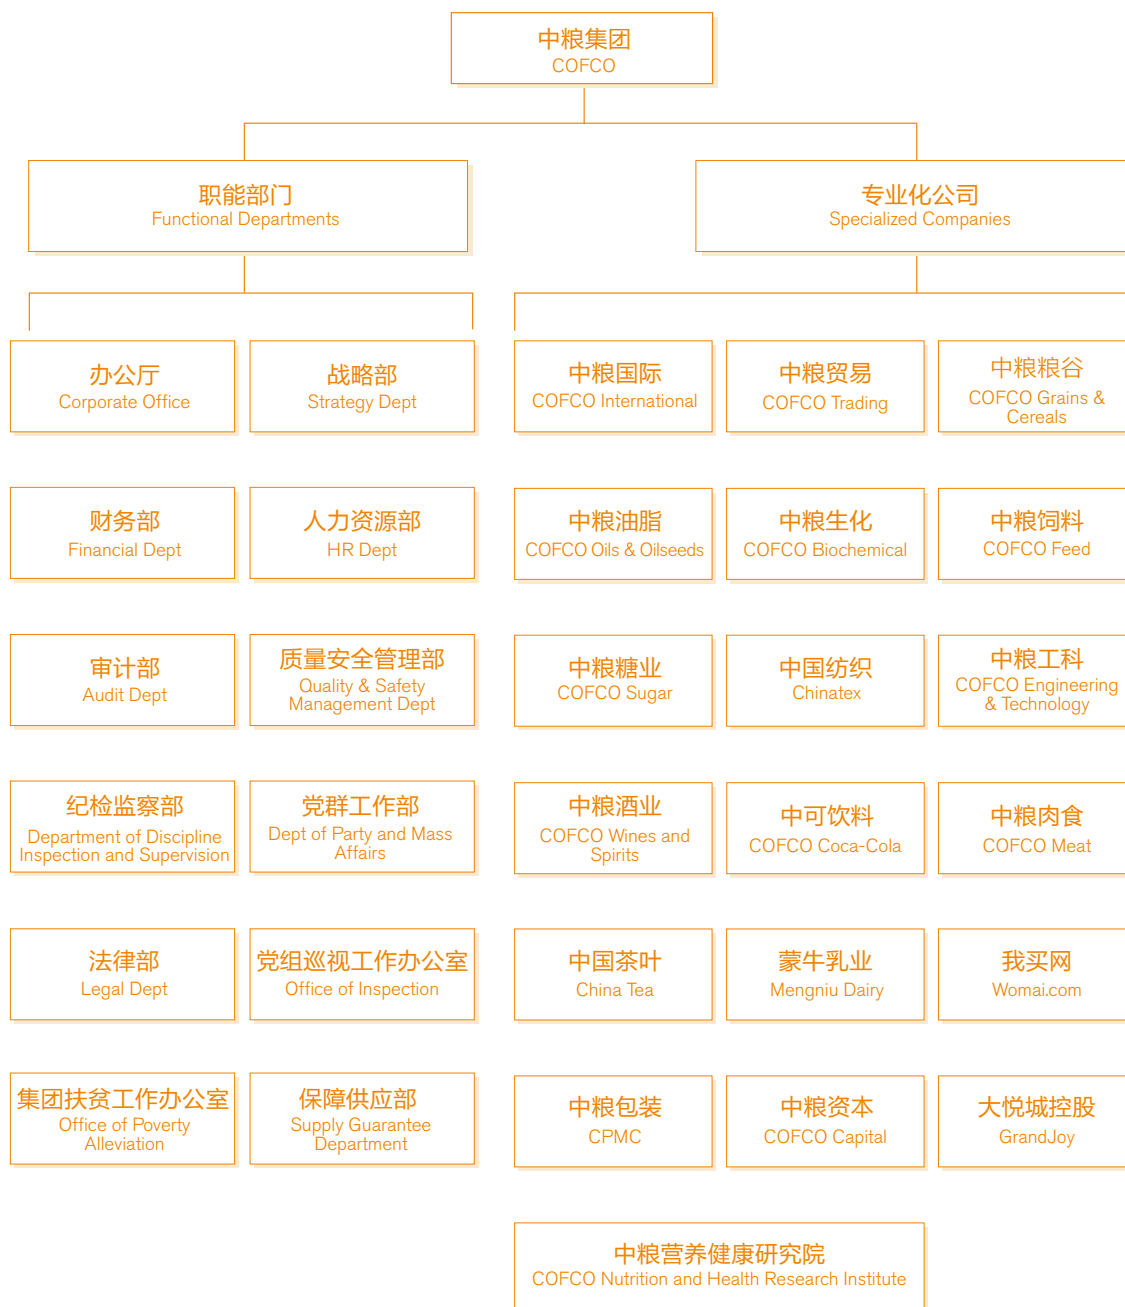 中粮集团
COFCO
职能部门
Functional Departments
专业化公司
Specialized Companies
办公厅
Corporate Office
战略部
Strategy Dept
中粮国际
COFCO International
中粮贸易
COFCO Trading
中粮粮谷
COFCO Grains &
Cereals
财务部
Financial Dept
人力资源部
HR Dept
中粮油脂
COFCO Oils & Oilseeds
中粮生化
COFCO Biochemical
中粮饲料
COFCO Feed
审计部
Audit Dept
质量安全管理部
Quality & Safety
Management Dept
中粮糖业
COFCO Sugar
中国纺织
Chinatex
中粮工科
COFCO Engineering
& Technology
纪检监察部
Department of Discipline
Inspection and Supervision
党群工作部
Dept of Party and Mass
Affairs
中粮酒业
COFCO Wines and
Spirits
中可饮料
COFCO Coca-Cola
中粮肉食
COFCO Meat
法律部
Legal Dept
党组巡视工作办公室
Office of Inspection
中国茶叶
China Tea
蒙牛乳业
Mengniu Dairy
我买网
Womai.com
集团扶贫工作办公室
Office of Poverty
Alleviation
保障供应部
Supply Guarantee
Department
中粮包装
CPMC
中粮资本
COFCO Capital
大悦城控股
GrandJoy
中粮营养健康研究院
COFCO Nutrition and Health Research Institute